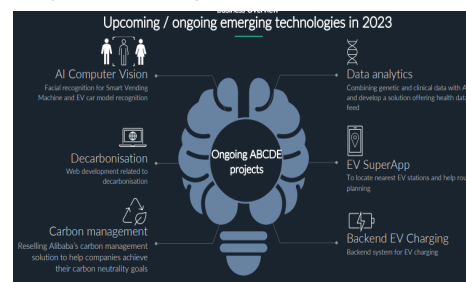 Business Overview
Upcoming / ongoing emerging technologies in 2023
AI Computer Vision
Facial recognition for Smart Vending
Machine and EV car model recognition
Decarbonisation
Web development related to
decarbonisation
Carbon management
Reselling Alibaba's carbon management
solution to help companies achieve
their carbon neutrality goals
Ongoing ABCDE
projects
Data analytics
Combining genetic and clinical data with A
and develop a solution offering health data
feed
EV SuperApp
To locate nearest EV stations and help rou
planning
Backend EV Charging
Backend system for EV charging